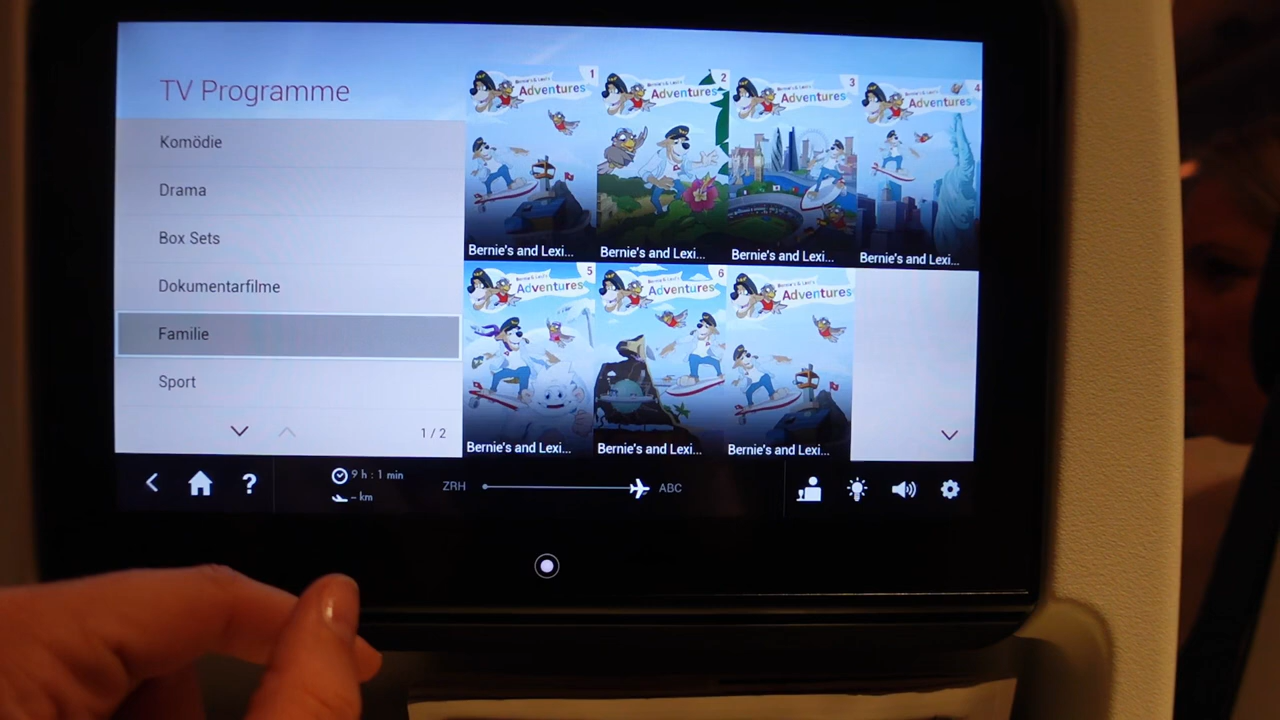 TV Programme
Komödie
Drama
Box Sets
Dokumentarfilme
Familie
Sport
1 / 2
1
Adventures
Bernie's and Lexi...
2
Adventures
Bernie's and Lexi...
3
Adventures
Bernie's and Lexi...
4
Adventures
Bernie's and Lexi...
5
Adventures
Bernie's and Lexi...
6
Adventures
Bernie's and Lexi...
Adventures
Bernie's and Lexi...
?
9 h : 1 min
– km
ZRH
ABC